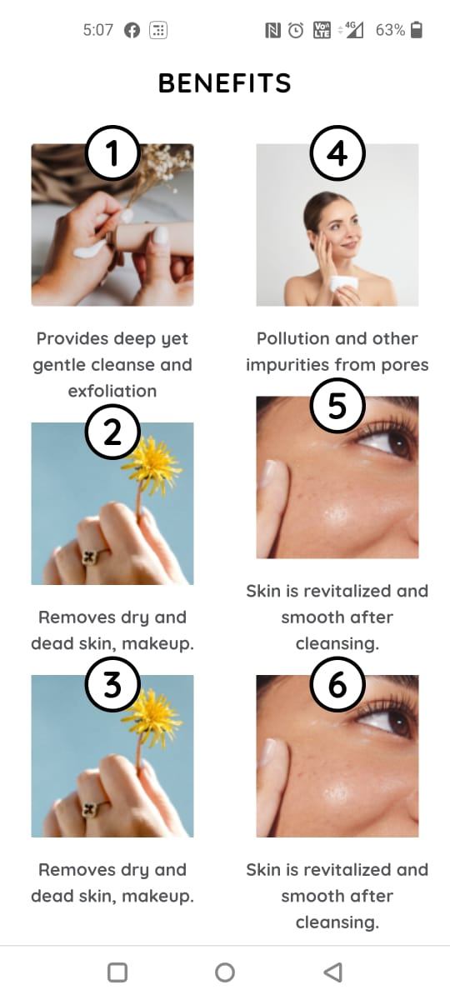 5:07
Vo))
LTE
4G
63%
BENEFITS
1
Provides deep yet
gentle cleanse and
exfoliation
2
Removes dry and
dead skin, makeup.
3
Removes dry and
dead skin, makeup.
4
Pollution and other
impurities from pores
5
Skin is revitalized and
smooth after
cleansing.
6
Skin is revitalized and
smooth after
cleansing.